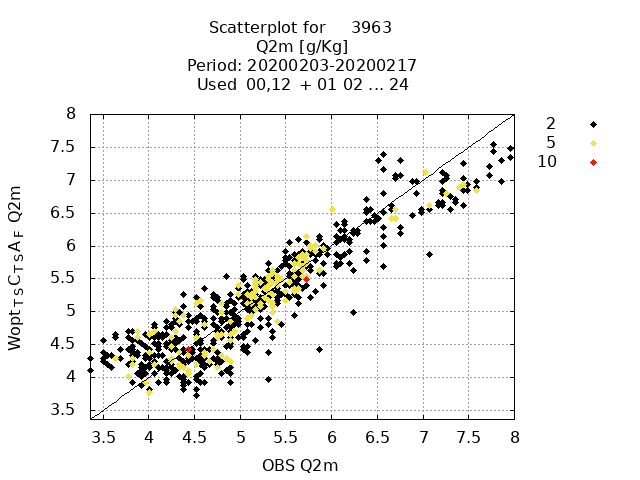 Scatterplot for 3963
Q2m [g/Kg]
Period: 20200203-20200217
Used 00,12 + 01 02 ... 24
2
5
10
8
7.5
7
6.5
6
5.5
5
4.5
4
3.5
Wopt_T_S C_T_S A_F Q2m
3.5 4 4.5 5 5.5 6 6.5 7 7.5 8
OBS Q2m